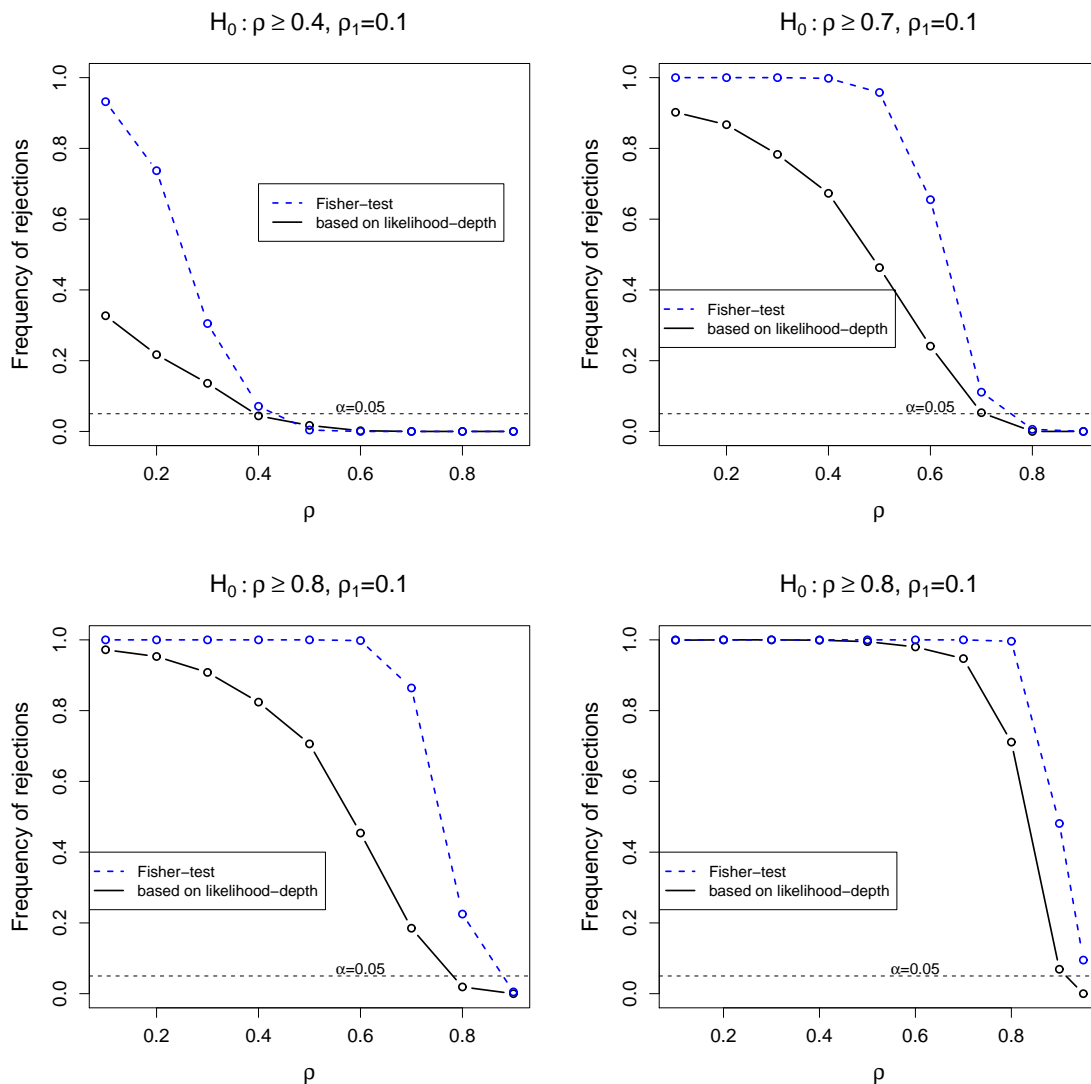 H₀ : ρ ≥ 0.4, ρ₁=0.1
Frequency of rejections
1.0
0.8
0.6
0.4
0.2
0.0
Fisher−test
based on likelihood−depth
α=0.05
0.2 0.4 0.6 0.8
ρ
H₀ : ρ ≥ 0.7, ρ₁=0.1
Frequency of rejections
1.0
0.8
0.6
0.4
0.2
0.0
Fisher−test
based on likelihood−depth
α=0.05
0.2 0.4 0.6 0.8
ρ
H₀ : ρ ≥ 0.8, ρ₁=0.1
Frequency of rejections
1.0
0.8
0.6
0.4
0.2
0.0
Fisher−test
based on likelihood−depth
α=0.05
0.2 0.4 0.6 0.8
ρ
H₀ : ρ ≥ 0.8, ρ₁=0.1
Frequency of rejections
1.0
0.8
0.6
0.4
0.2
0.0
Fisher−test
based on likelihood−depth
α=0.05
0.2 0.4 0.6 0.8
ρ